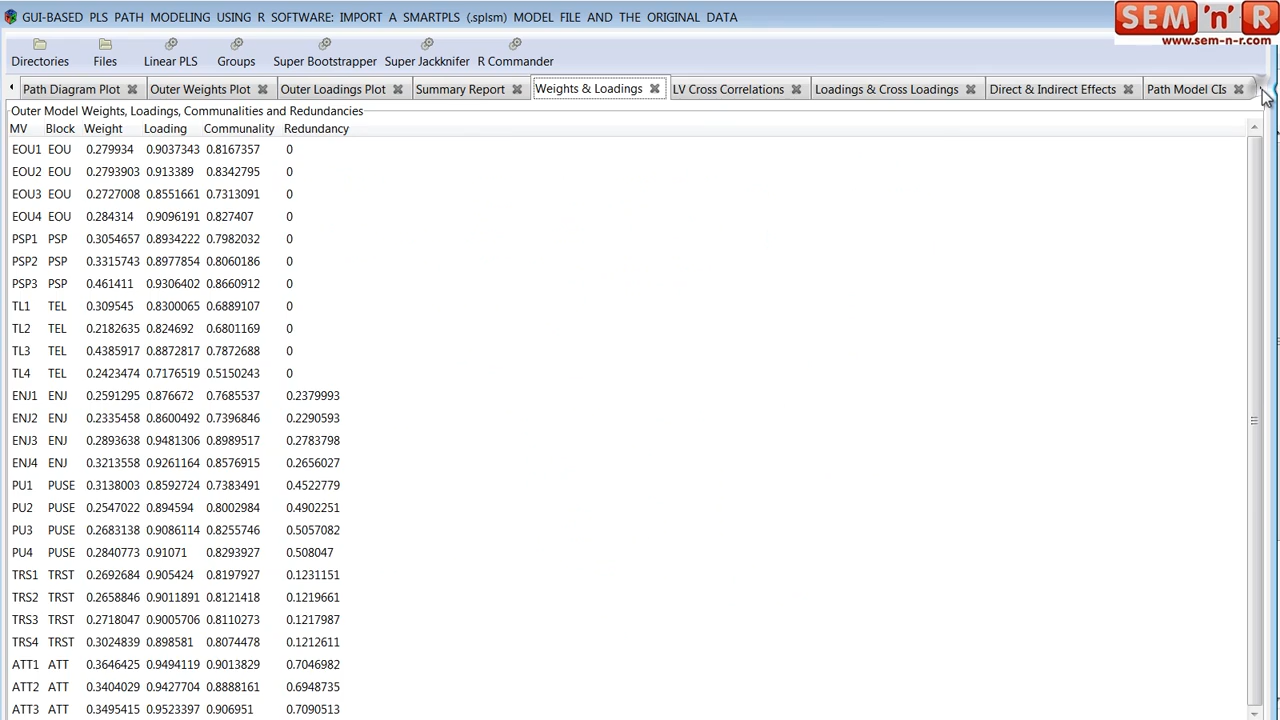 GUI-BASED PLS PATH MODELING USING R SOFTWARE: IMPORT A SMARTPLS (.splsm) MODEL FILE AND THE ORIGINAL DATA
SEM 'n' R
www.sem-n-r.com
Directories Files Linear PLS Groups Super Bootstrapper Super Jackknifer R Commander
Path Diagram Plot Outer Weights Plot Outer Loadings Plot Summary Report Weights & Loadings LV Cross Correlations Loadings & Cross Loadings Direct & Indirect Effects Path Model CIs
Outer Model Weights, Loadings, Communalities and Redundancies
MV Block Weight Loading Communality Redundancy
EOU1 EOU 0.279934 0.9037343 0.8167357 0
EOU2 EOU 0.2793903 0.913389 0.8342795 0
EOU3 EOU 0.2727008 0.8551661 0.7313091 0
EOU4 EOU 0.284314 0.9096191 0.827407 0
PSP1 PSP 0.3054657 0.8934222 0.7982032 0
PSP2 PSP 0.3315743 0.8977854 0.8060186 0
PSP3 PSP 0.461411 0.9306402 0.8660912 0
TL1 TEL 0.309545 0.8300065 0.6889107 0
TL2 TEL 0.2182635 0.824692 0.6801169 0
TL3 TEL 0.4385917 0.8872817 0.7872688 0
TL4 TEL 0.2423474 0.7176519 0.5150243 0
ENJ1 ENJ 0.2591295 0.876672 0.7685537 0.2379993
ENJ2 ENJ 0.2335458 0.8600492 0.7396846 0.2290593
ENJ3 ENJ 0.2893638 0.9481306 0.8989517 0.2783798
ENJ4 ENJ 0.3213558 0.9261164 0.8576915 0.2656027
PU1 PUSE 0.3138003 0.8592724 0.7383491 0.4522779
PU2 PUSE 0.2547022 0.894594 0.8002984 0.4902251
PU3 PUSE 0.2683138 0.9086114 0.8255746 0.5057082
PU4 PUSE 0.2840773 0.91071 0.8293927 0.508047
TRS1 TRST 0.2692684 0.905424 0.8197927 0.1231151
TRS2 TRST 0.2658846 0.9011891 0.8121418 0.1219661
TRS3 TRST 0.2718047 0.9005706 0.8110273 0.1217987
TRS4 TRST 0.3024839 0.898581 0.8074478 0.1212611
ATT1 ATT 0.3646425 0.9494119 0.9013829 0.7046982
ATT2 ATT 0.3404029 0.9427704 0.8888161 0.6948735
ATT3 ATT 0.3495415 0.9523397 0.906951 0.7090513